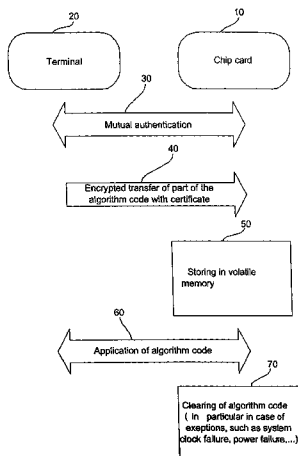 20
10
Terminal
Chip card
30
Mutual authentication
40
Encrypted transfer of part of the
algorithm code with certificate
50
Storing in volatile
memory
60
Application of algorithm code
70
Clearing of algorithm code
( in particular in case of
exeptions, such as system
clock failure, power failure,...)